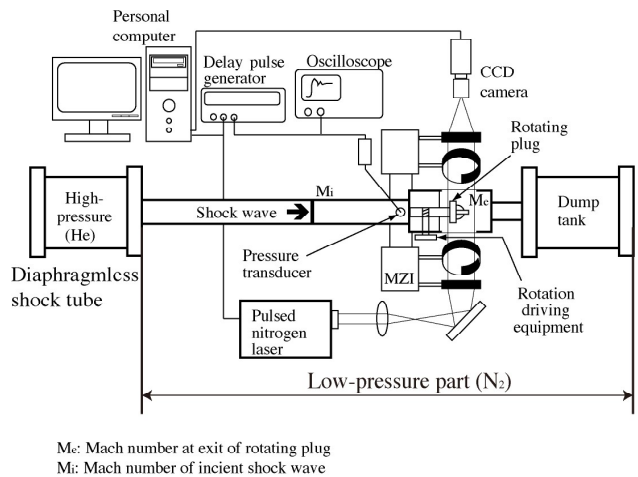 Personal
computer
Delay pulse
generator
Oscilloscope
CCD
camera
Rotating
plug
High-
pressure
(He)
Shock wave
Mi
Me
Dump
tank
Pressure
transducer
MZI
Diaphragmlcss
shock tube
Pulsed
nitrogen
laser
Rotation
driving
equipment
Low-pressure part (N2)
Me: Mach number at exit of rotating plug
Mi: Mach number of incient shock wave